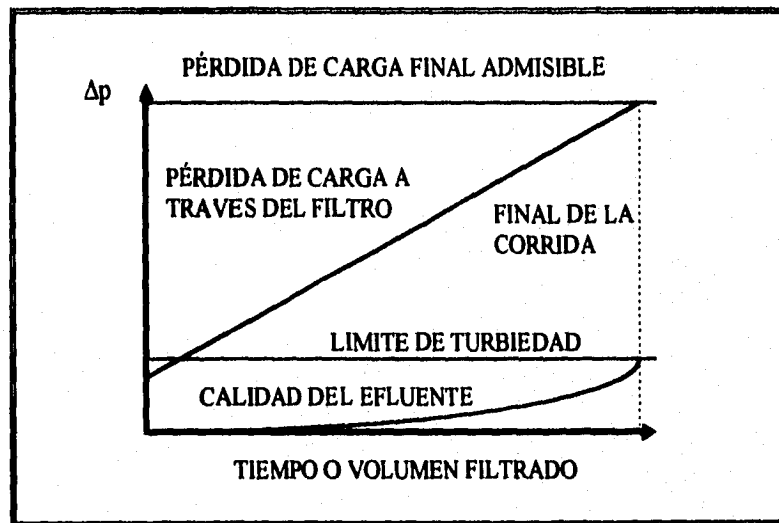 PÉRDIDA DE CARGA FINAL ADMISIBLE
Δp
PÉRDIDA DE CARGA A
TRAVES DEL FILTRO
FINAL DE LA
CORRIDA
LIMITE DE TURBIEDAD
CALIDAD DEL EFLUENTE
TIEMPO O VOLUMEN FILTRADO